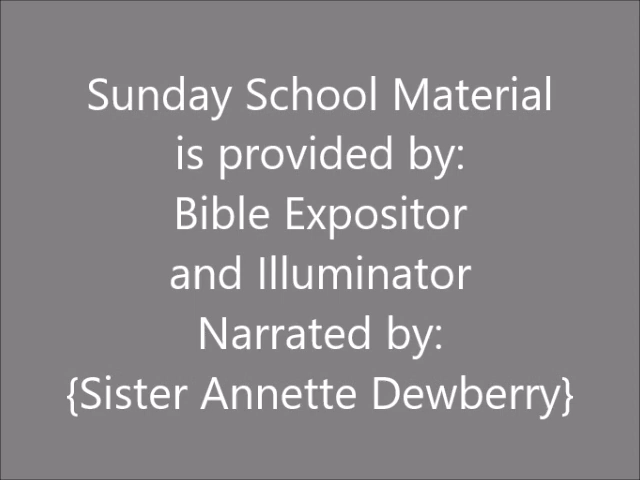 Sunday School Material
is provided by:
Bible Expositor
and Illuminator
Narrated by:
{Sister Annette Dewberry}